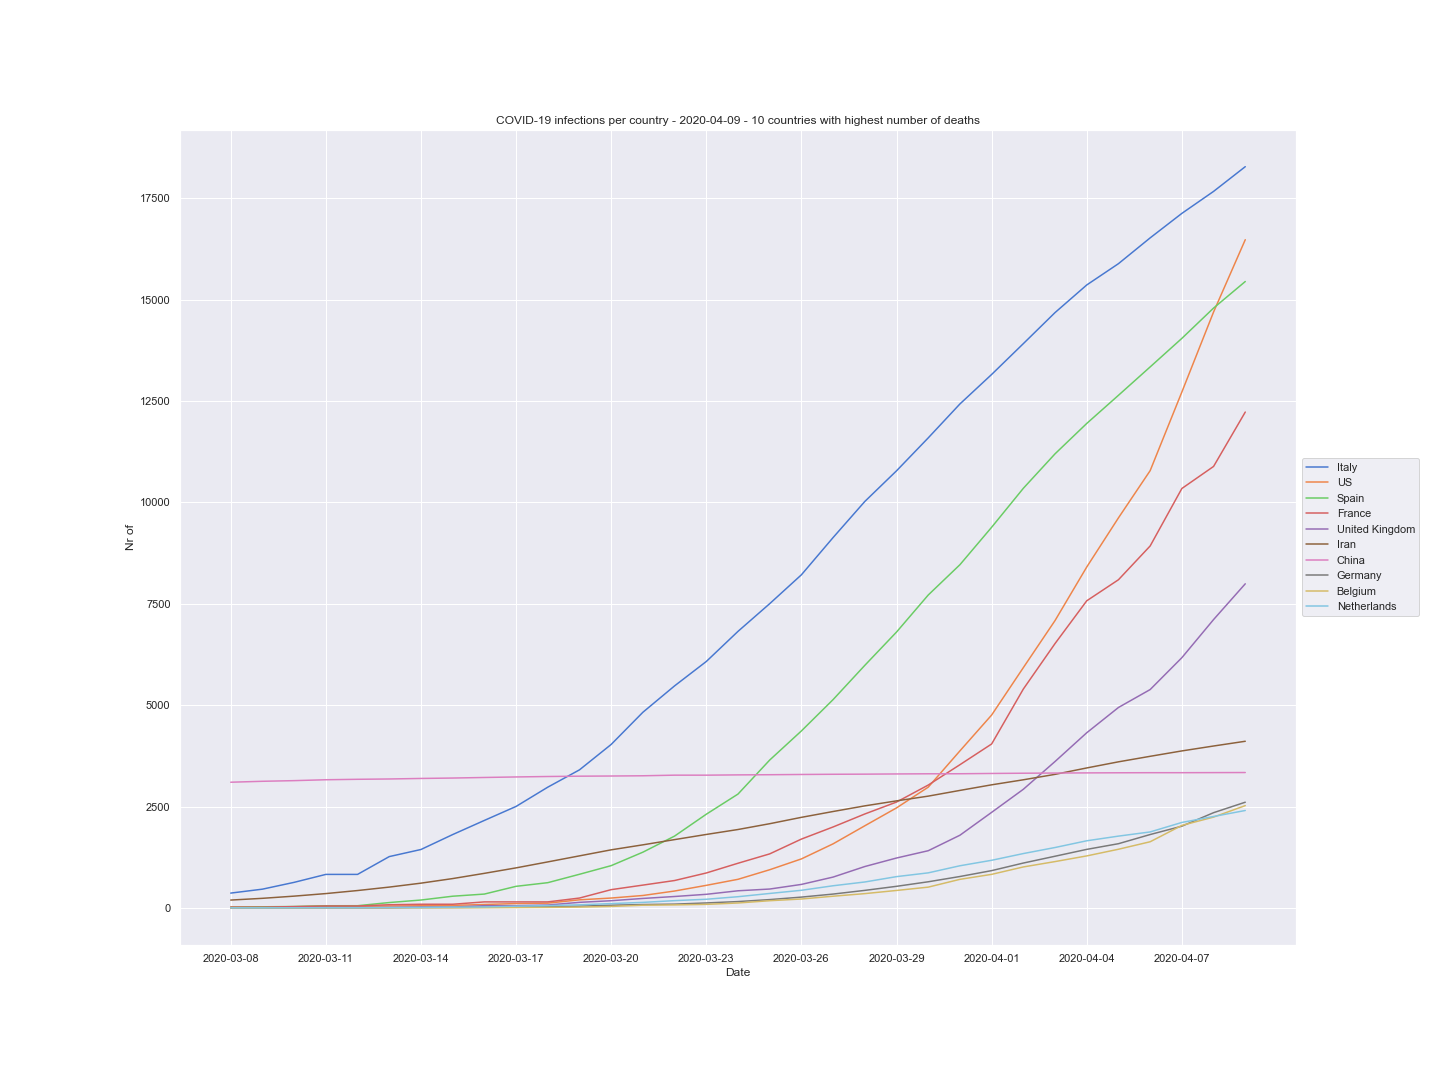 COVID-19 infections per country - 2020-04-09 - 10 countries with highest number of deaths
17500
15000
12500
10000
7500
5000
2500
0
Nr of
2020-03-08 2020-03-11 2020-03-14 2020-03-17 2020-03-20 2020-03-23 2020-03-26 2020-03-29 2020-04-01 2020-04-04 2020-04-07
Date
Italy
US
Spain
France
United Kingdom
Iran
China
Germany
Belgium
Netherlands